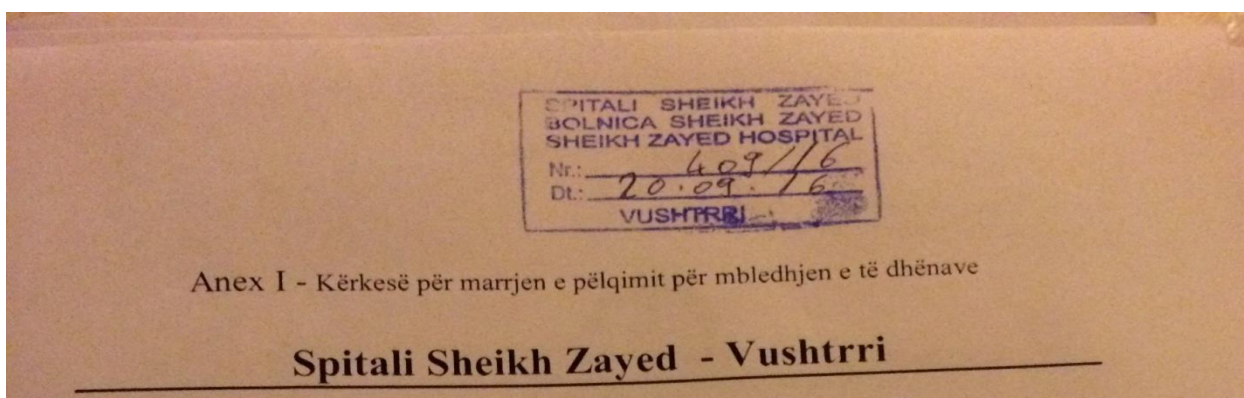 SPITALI SHEIKH ZAYED
BOLNICA SHEIKH ZAYED
SHEIKH ZAYED HOSPITAL
Nr.: 409/16
Dt.: 20.09.16
VUSHTRRI
Anex I - Kërkesë për marrjen e pëlqimit për mbledhjen e të dhënave
Spitali Sheikh Zayed - Vushtrri